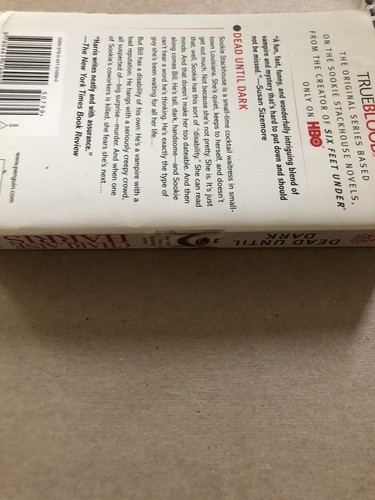 TRUEBLOOD
THE ORIGINAL SERIES BASED
ON THE SOOKIE STACKHOUSE NOVELS,
FROM THE CREATOR OF SIX FEET UNDER®
ONLY ON HBO
"A fun, fast, funny, and wonderfully intriguing blend of
vampire and mystery that's hard to put down and should
not be missed." —Susan Sizemore
DEAD UNTIL DARK
Sookie Stackhouse is a small-time cocktail waitress in small-
town Louisiana. She's quiet, keeps to herself, and doesn't
get out much. Not because she's not pretty. She is. It's just
that, well, Sookie has this sort of "disability." She can read
minds. And that doesn't make her too dateable. And then
along comes Bill. He's tall, dark, handsome—and Sookie
can't hear a word he's thinking. He's exactly the type of
guy she's been waiting for all her life....
But Bill has a disability of his own: He's a vampire with a
bad reputation. He hangs with a seriously creepy crowd,
all suspected of—big surprise—murder. And when one
of Sookie's coworkers is killed, she fears she's next....
"Harris writes neatly and with assurance."
—The New York Times Book Review
www.penguin.com
50799
DEAD UNTIL
DARK
HARRIS